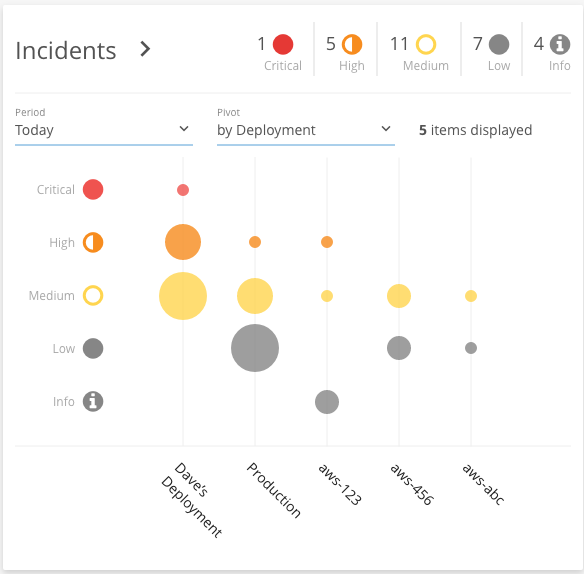 Incidents
1 5 11 7 4
Critical High Medium Low Info
Period Pivot
Today by Deployment 5 items displayed
Critical
High
Medium
Low
Info
Dave's
Deployment
Production
aws-123
aws-456
aws-abc